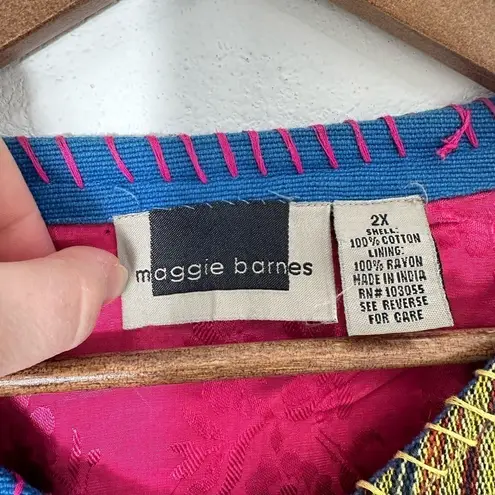 maggie barnes
2X
SHELL:
100% COTTON
LINING:
100% RAYON
MADE IN INDIA
RN# 103055
SEE REVERSE
FOR CARE